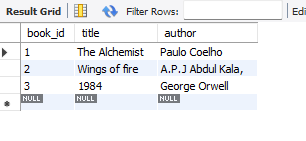 Result Grid Filter Rows: Edi
book_id title author
1 The Alchemist Paulo Coelho
2 Wings of fire A.P.J Abdul Kala,
3 1984 George Orwell
NULL NULL NULL